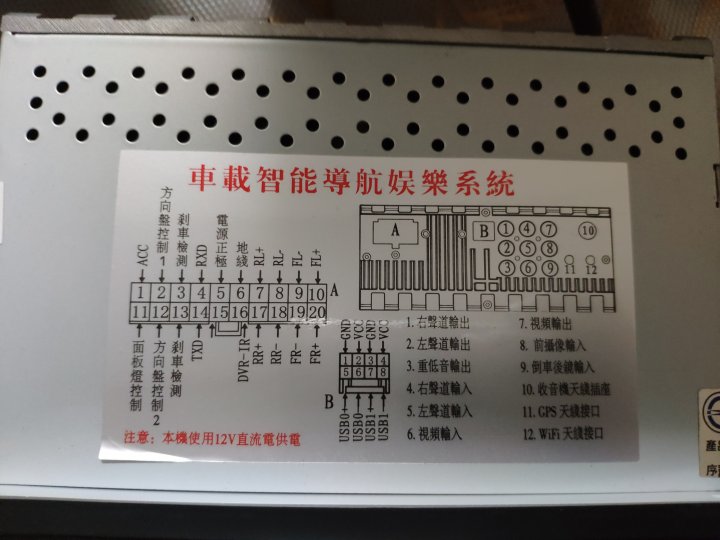 車載智能導航娛樂系統
ACC
方向盤控制1
刹車檢測
RXD
電源正極
地线
RL+
RL-
FL-
FL+
A
1 2 3 4 5 6 7 8 9 10
11 12 13 14 15 16 17 18 19 20
面板燈控制
方向盤控制2
刹車檢測
TXD
DVR-IR
RR+
RR-
FR-
FR+
注意：本機使用12V直流電供電
A
B
1 4 7
2 5 8
3 6 9
10
11 12
GND
VCC
GND
VCC
1 2 3 4
5 6 7 8
B
USB0-
USB0+
USB1-
USB1+
1. 右聲道輸出
2. 左聲道輸出
3. 重低音輸出
4. 右聲道輸入
5. 左聲道輸入
6. 視頻輸入
7. 視頻輸出
8. 前攝像輸入
9. 倒車後鏡輸入
10. 收音機天线插座
11. GPS 天线接口
12. WiFi 天线接口